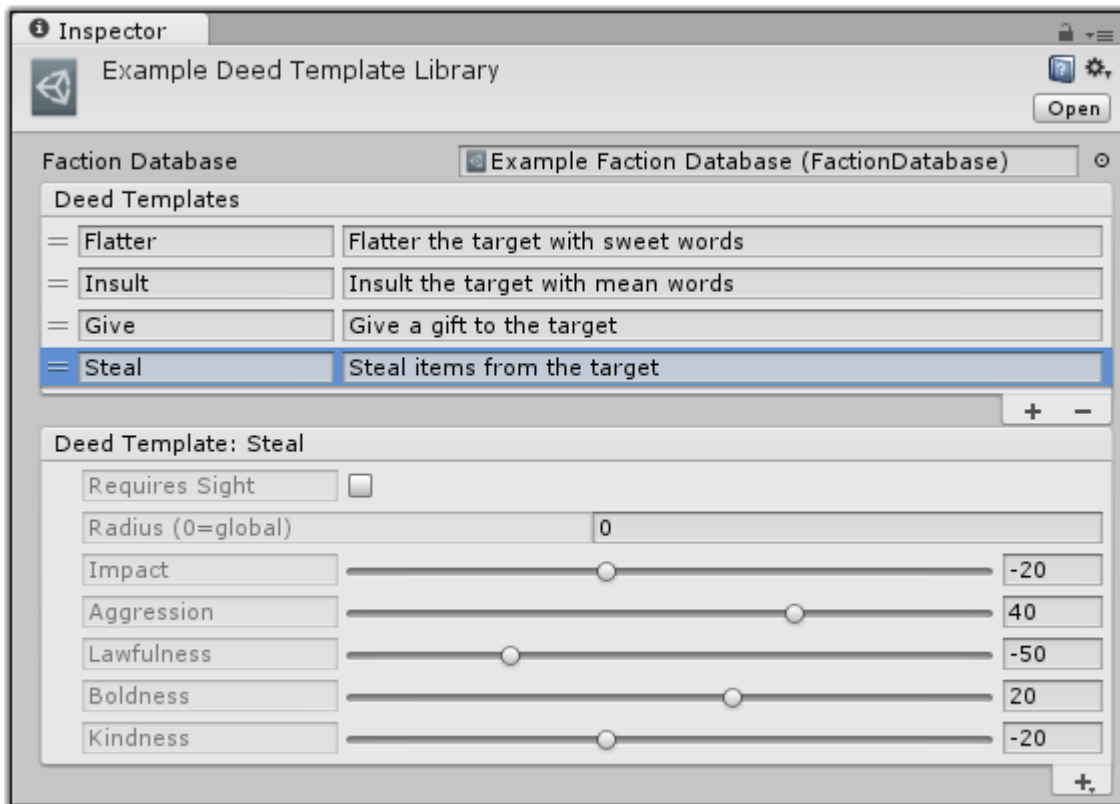 Inspector
Example Deed Template Library
Open
Faction Database Example Faction Database (FactionDatabase)
Deed Templates
Flatter Flatter the target with sweet words
Insult Insult the target with mean words
Give Give a gift to the target
Steal Steal items from the target
+ −
Deed Template: Steal
Requires Sight
Radius (0=global) 0
Impact -20
Aggression 40
Lawfulness -50
Boldness 20
Kindness -20
+